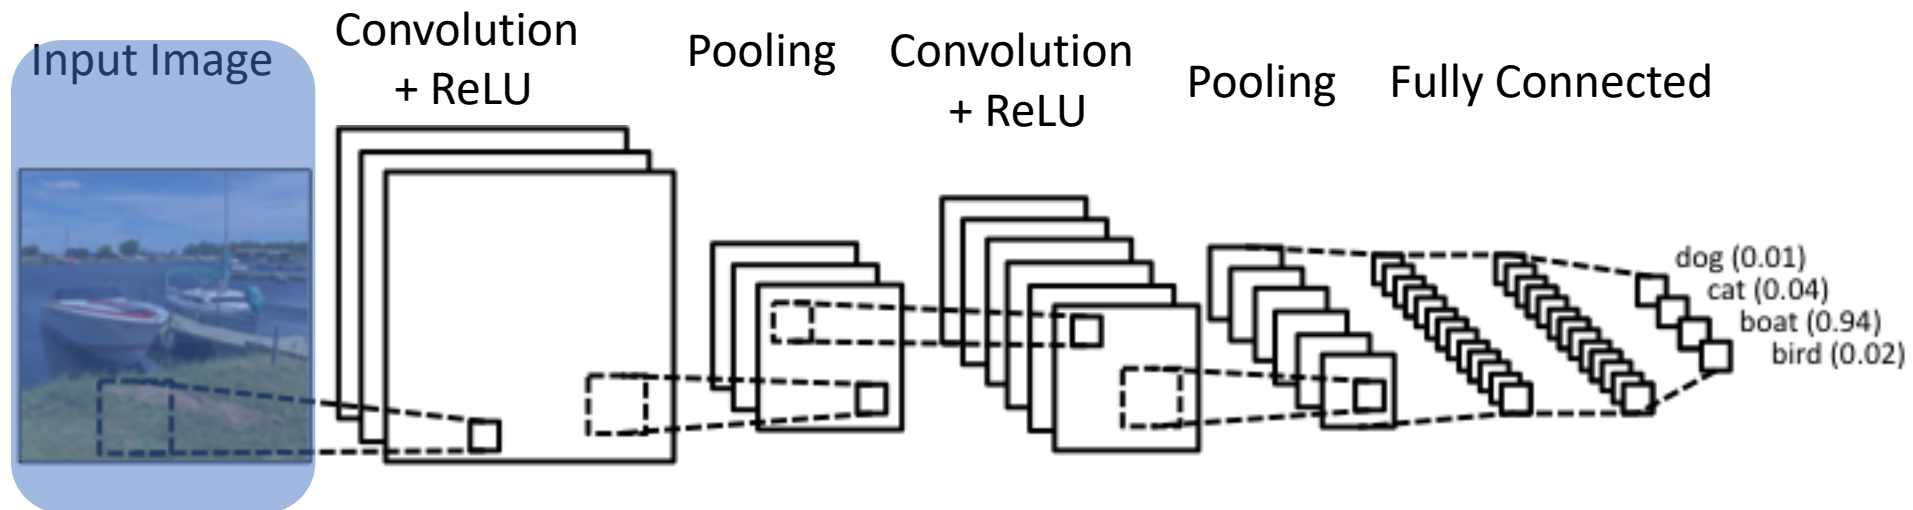 Input Image
Convolution
+ ReLU
Pooling
Convolution
+ ReLU
Pooling
Fully Connected
dog (0.01)
cat (0.04)
boat (0.94)
bird (0.02)